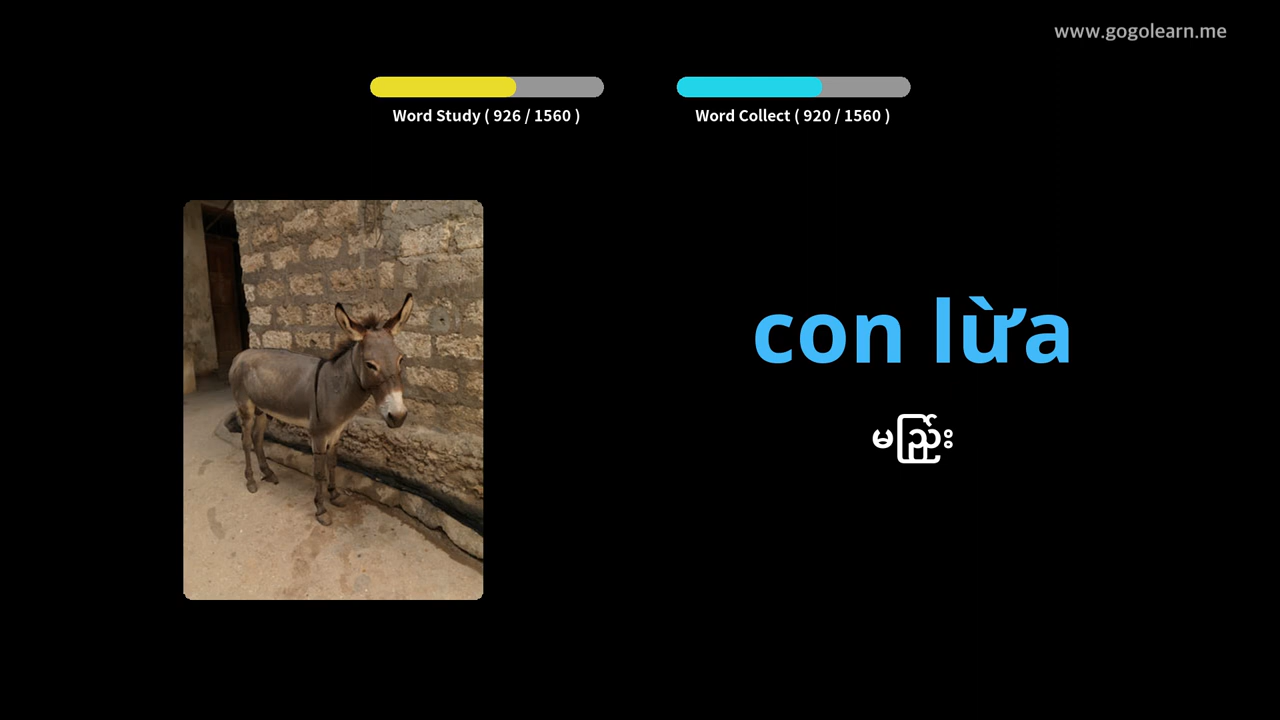 www.gogolearn.me
Word Study ( 926 / 1560 )
Word Collect ( 920 / 1560 )
con lừa
မည်း